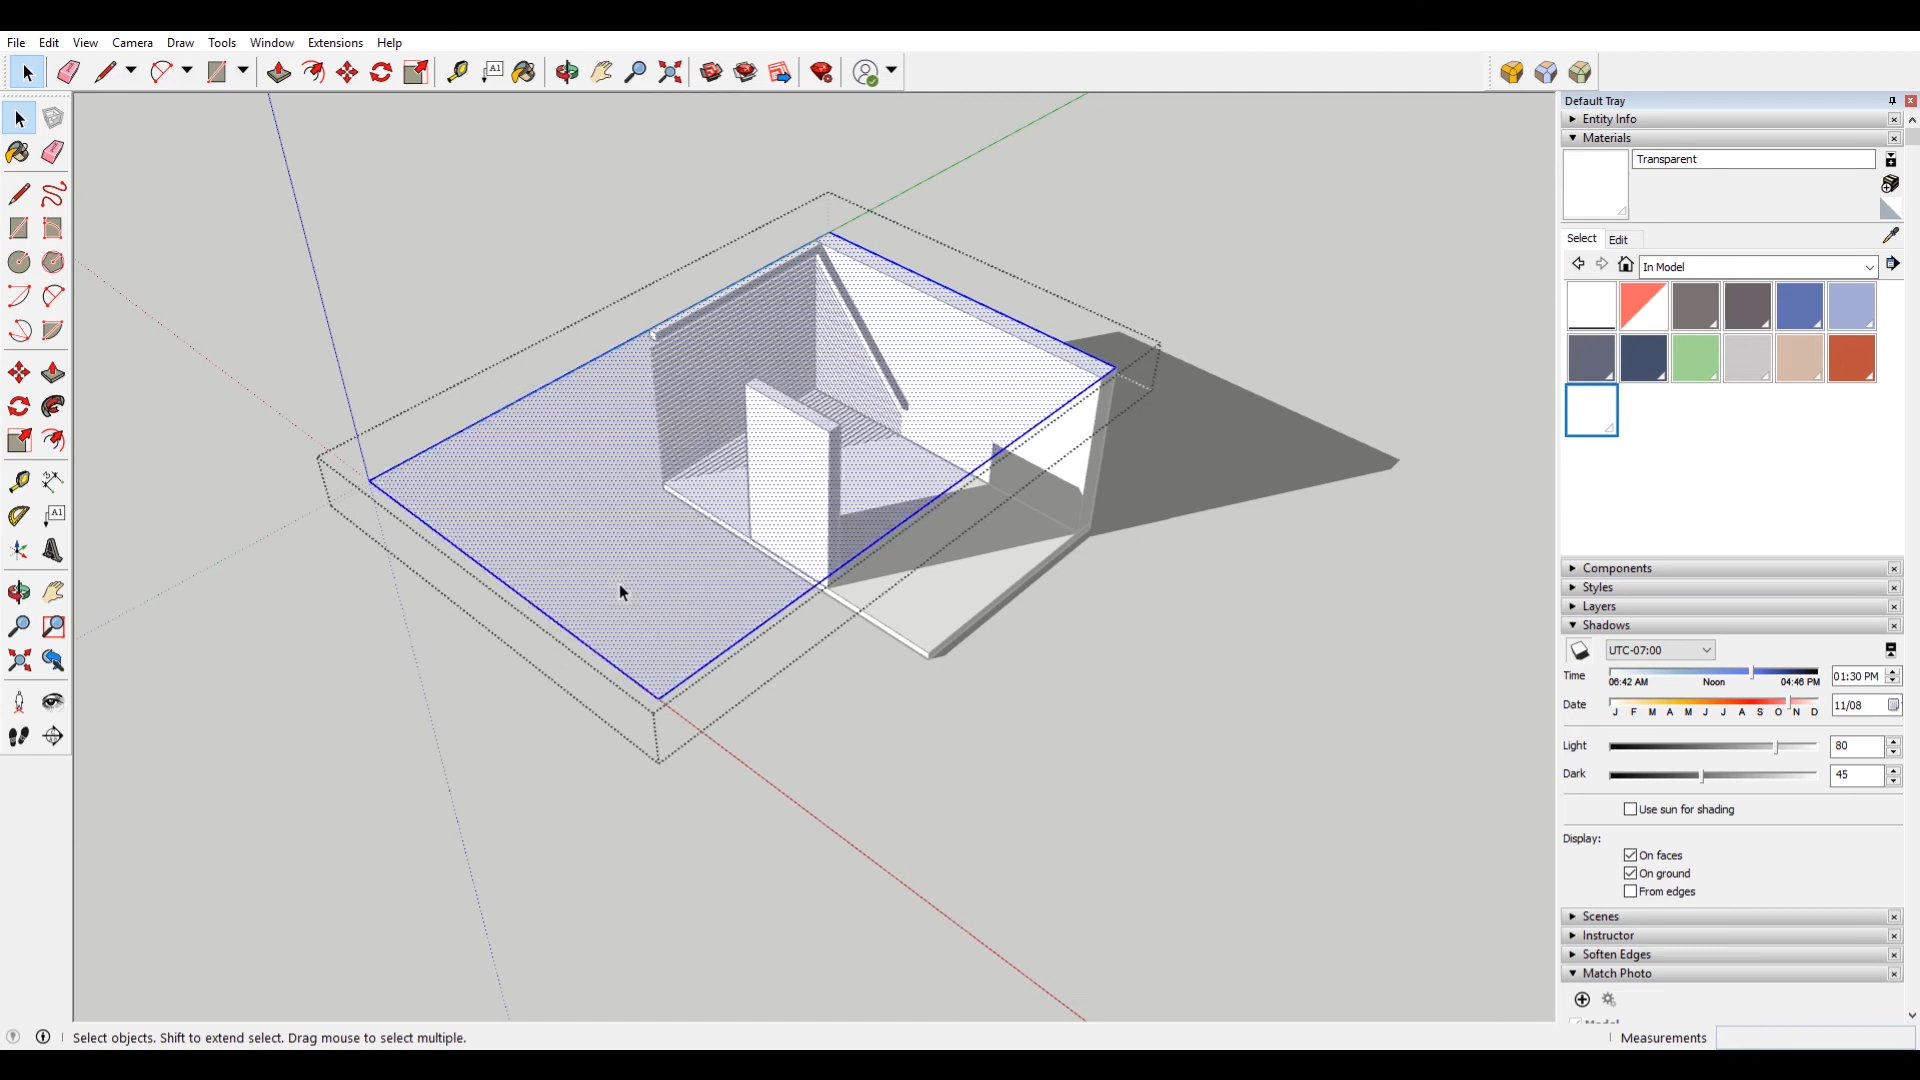 File Edit View Camera Draw Tools Window Extensions Help
A1
Default Tray
Entity Info
Materials
Transparent
Select Edit
In Model
A1
Components
Styles
Layers
Shadows
UTC-07:00
Time 06:42 AM Noon 04:46 PM 01:30 PM
Date J F M A M J J A S O N D 11/08
Light 80
Dark 45
Use sun for shading
Display:
On faces
On ground
From edges
Scenes
Instructor
Soften Edges
Match Photo
Select objects. Shift to extend select. Drag mouse to select multiple.
Measurements